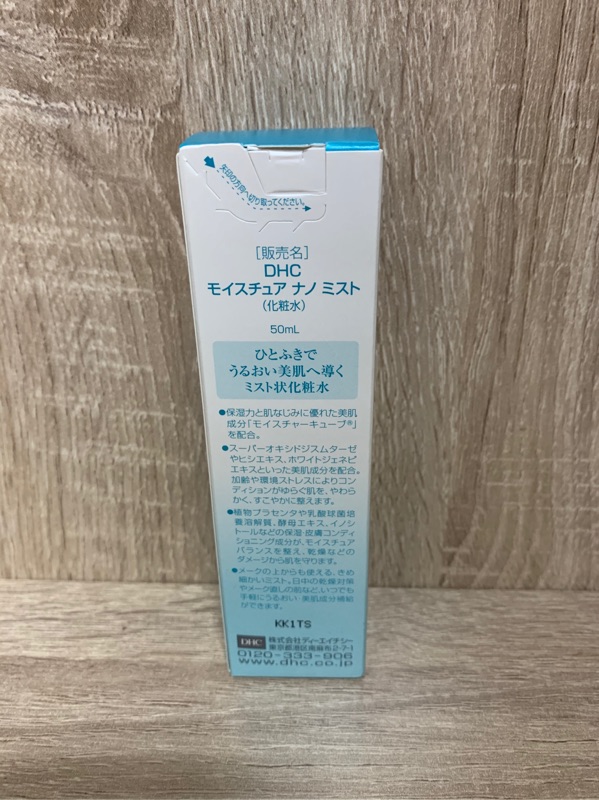 矢印の方向へ切り取ってください。
[販売名]
DHC
モイスチュア ナノ ミスト
(化粧水)
50mL
ひとふきで
うるおい美肌へ導く
ミスト状化粧水
●保湿力と肌なじみに優れた美肌
成分「モイスチャーキューブ®」
を配合。
●スーパーオキシドジスムターゼ
やヒシエキス、ホワイトジェネピ
エキスといった美肌成分を配合。
加齢や環境ストレスによりコン
ディションがゆらぐ肌を、やわら
かく、すこやかに整えます。
●植物プラセンタや乳酸球菌培
養溶解質、酵母エキス、イノシ
トールなどの保湿・皮膚コンディ
ショニング成分が、モイスチュア
バランスを整え、乾燥などの
ダメージから肌を守ります。
●メークの上からも使える、きめ
細かいミスト。日中の乾燥対策
やメーク直しの前など、いつでも
手軽にうるおい・美肌成分補給
ができます。
KK1TS
DHC 株式会社ディーエイチシー
東京都港区南麻布2-7-1
0120-333-906
www.dhc.co.jp